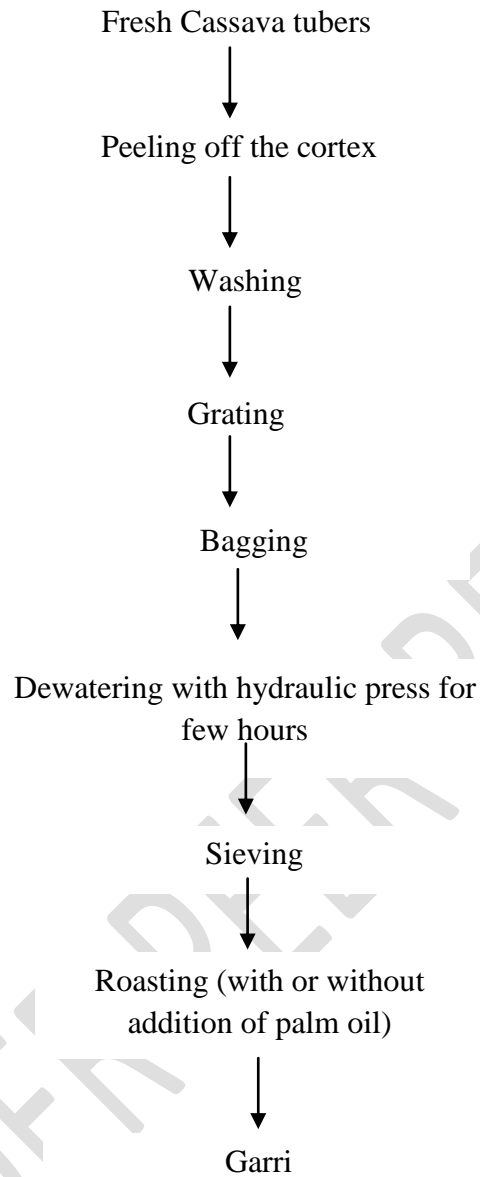 Fresh Cassava tubers
Peeling off the cortex
Washing
Grating
Bagging
Dewatering with hydraulic press for
few hours
Sieving
Roasting (with or without
addition of palm oil)
Garri